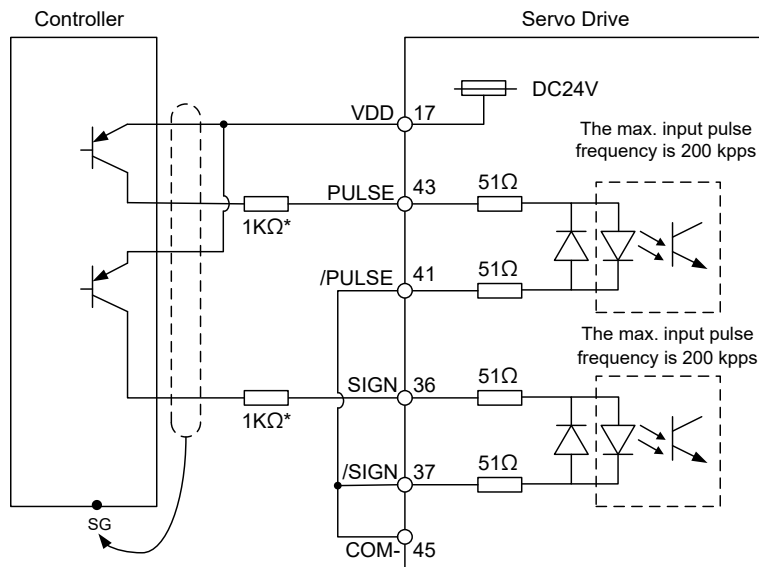 Controller
Servo Drive
VDD
17
DC24V
The max. input pulse
frequency is 200 kpps
PULSE
43
51Ω
1KΩ*
/PULSE
41
51Ω
The max. input pulse
frequency is 200 kpps
SIGN
36
51Ω
1KΩ*
/SIGN
37
51Ω
SG
COM-
45